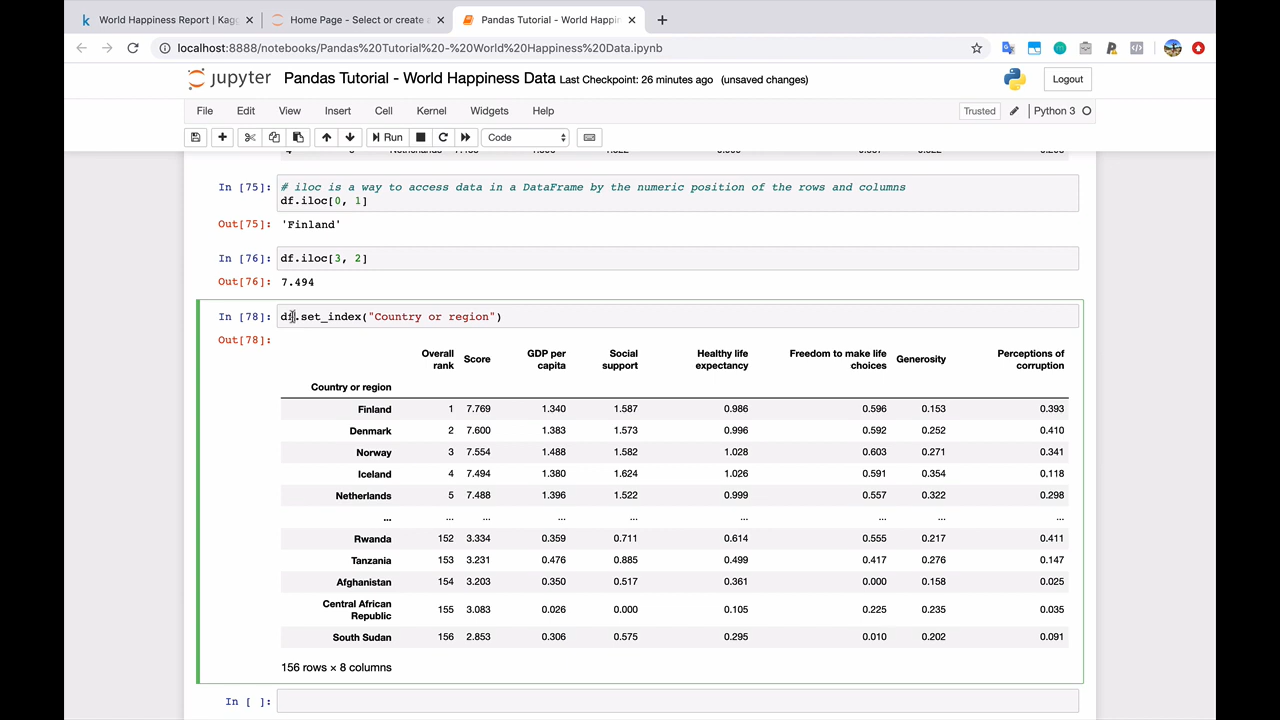 World Happiness Report | Kag
Home Page - Select or create a
Pandas Tutorial - World Happin
localhost:8888/notebooks/Pandas%20Tutorial%20-%20World%20Happiness%20Data.ipynb
jupyter Pandas Tutorial - World Happiness Data Last Checkpoint: 26 minutes ago (unsaved changes)
Logout
File Edit View Insert Cell Kernel Widgets Help
Trusted Python 3
Run Code
In [75]: # iloc is a way to access data in a DataFrame by the numeric position of the rows and columns
df.iloc[0, 1]
Out[75]: 'Finland'
In [76]: df.iloc[3, 2]
Out[76]: 7.494
In [78]: df.set_index("Country or region")
Out[78]:
Overall rank Score GDP per capita Social support Healthy life expectancy Freedom to make life choices Generosity Perceptions of corruption
Country or region
Finland 1 7.769 1.340 1.587 0.986 0.596 0.153 0.393
Denmark 2 7.600 1.383 1.573 0.996 0.592 0.252 0.410
Norway 3 7.554 1.488 1.582 1.028 0.603 0.271 0.341
Iceland 4 7.494 1.380 1.624 1.026 0.591 0.354 0.118
Netherlands 5 7.488 1.396 1.522 0.999 0.557 0.322 0.298
... ... ... ... ... ... ... ... ...
Rwanda 152 3.334 0.359 0.711 0.614 0.555 0.217 0.411
Tanzania 153 3.231 0.476 0.885 0.499 0.417 0.276 0.147
Afghanistan 154 3.203 0.350 0.517 0.361 0.000 0.158 0.025
Central African Republic 155 3.083 0.026 0.000 0.105 0.225 0.235 0.035
South Sudan 156 2.853 0.306 0.575 0.295 0.010 0.202 0.091
156 rows × 8 columns
In [ ]: